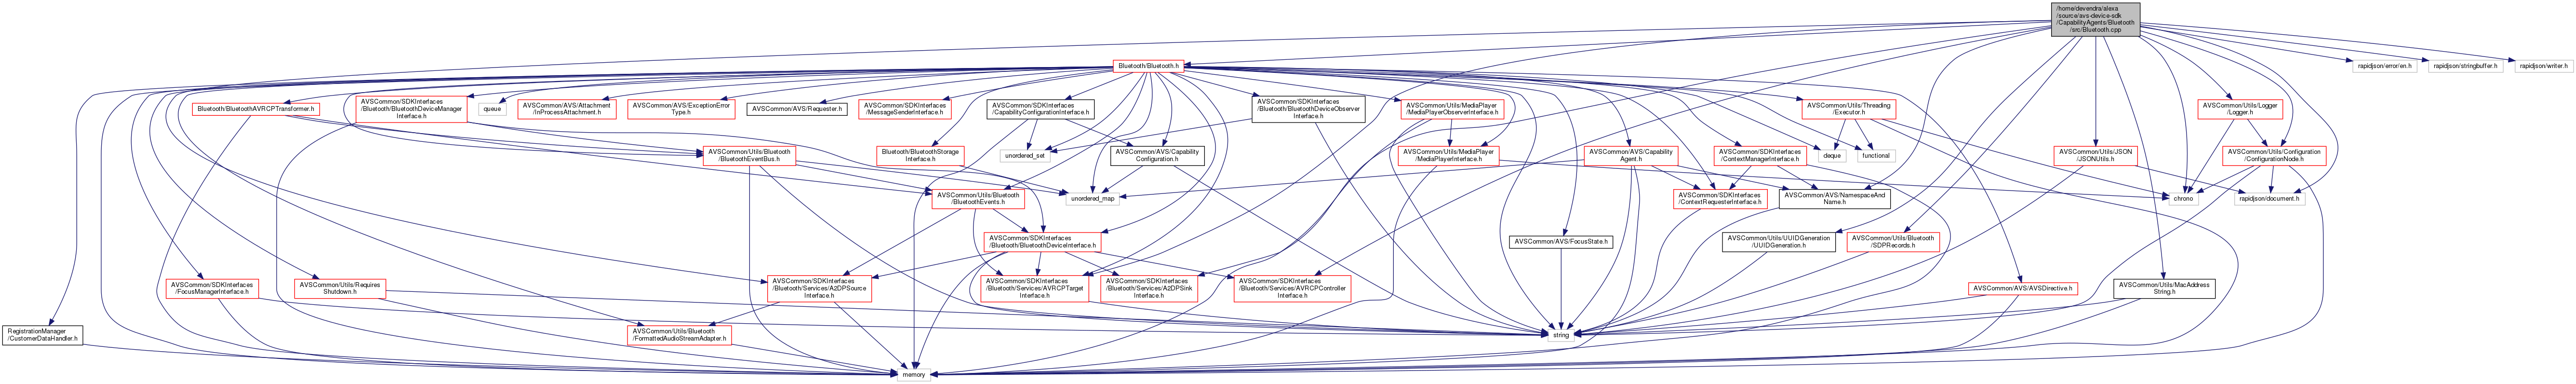 /home/devendra/alexa
/source/avs-device-sdk
/CapabilityAgents/Bluetooth
/src/Bluetooth.cpp
Bluetooth/Bluetooth.h
rapidjson/error/en.h
rapidjson/stringbuffer.h
rapidjson/writer.h
Bluetooth/BluetoothAVRCPTransformer.h
AVSCommon/SDKInterfaces
/Bluetooth/BluetoothDeviceManager
Interface.h
queue
AVSCommon/AVS/Attachment
/InProcessAttachment.h
AVSCommon/AVS/ExceptionError
Type.h
AVSCommon/AVS/Requester.h
AVSCommon/SDKInterfaces
/MessageSenderInterface.h
AVSCommon/SDKInterfaces
/CapabilityConfigurationInterface.h
AVSCommon/SDKInterfaces
/Bluetooth/BluetoothDeviceObserver
Interface.h
AVSCommon/Utils/MediaPlayer
/MediaPlayerObserverInterface.h
AVSCommon/Utils/Threading
/Executor.h
AVSCommon/Utils/Logger
/Logger.h
AVSCommon/Utils/Bluetooth
/BluetoothEventBus.h
Bluetooth/BluetoothStorage
Interface.h
unordered_set
AVSCommon/AVS/Capability
Configuration.h
AVSCommon/Utils/MediaPlayer
/MediaPlayerInterface.h
AVSCommon/AVS/Capability
Agent.h
AVSCommon/SDKInterfaces
/ContextManagerInterface.h
deque
functional
AVSCommon/Utils/JSON
/JSONUtils.h
AVSCommon/Utils/Configuration
/ConfigurationNode.h
AVSCommon/Utils/Bluetooth
/BluetoothEvents.h
unordered_map
AVSCommon/SDKInterfaces
/ContextRequesterInterface.h
AVSCommon/AVS/NamespaceAnd
Name.h
chrono
rapidjson/document.h
AVSCommon/SDKInterfaces
/Bluetooth/BluetoothDeviceInterface.h
AVSCommon/AVS/FocusState.h
AVSCommon/Utils/UUIDGeneration
/UUIDGeneration.h
AVSCommon/Utils/Bluetooth
/SDPRecords.h
AVSCommon/SDKInterfaces
/FocusManagerInterface.h
AVSCommon/Utils/Requires
Shutdown.h
AVSCommon/SDKInterfaces
/Bluetooth/Services/A2DPSource
Interface.h
AVSCommon/SDKInterfaces
/Bluetooth/Services/AVRCPTarget
Interface.h
AVSCommon/SDKInterfaces
/Bluetooth/Services/A2DPSink
Interface.h
AVSCommon/SDKInterfaces
/Bluetooth/Services/AVRCPController
Interface.h
AVSCommon/AVS/AVSDirective.h
AVSCommon/Utils/MacAddress
String.h
RegistrationManager
/CustomerDataHandler.h
AVSCommon/Utils/Bluetooth
/FormattedAudioStreamAdapter.h
string
memory